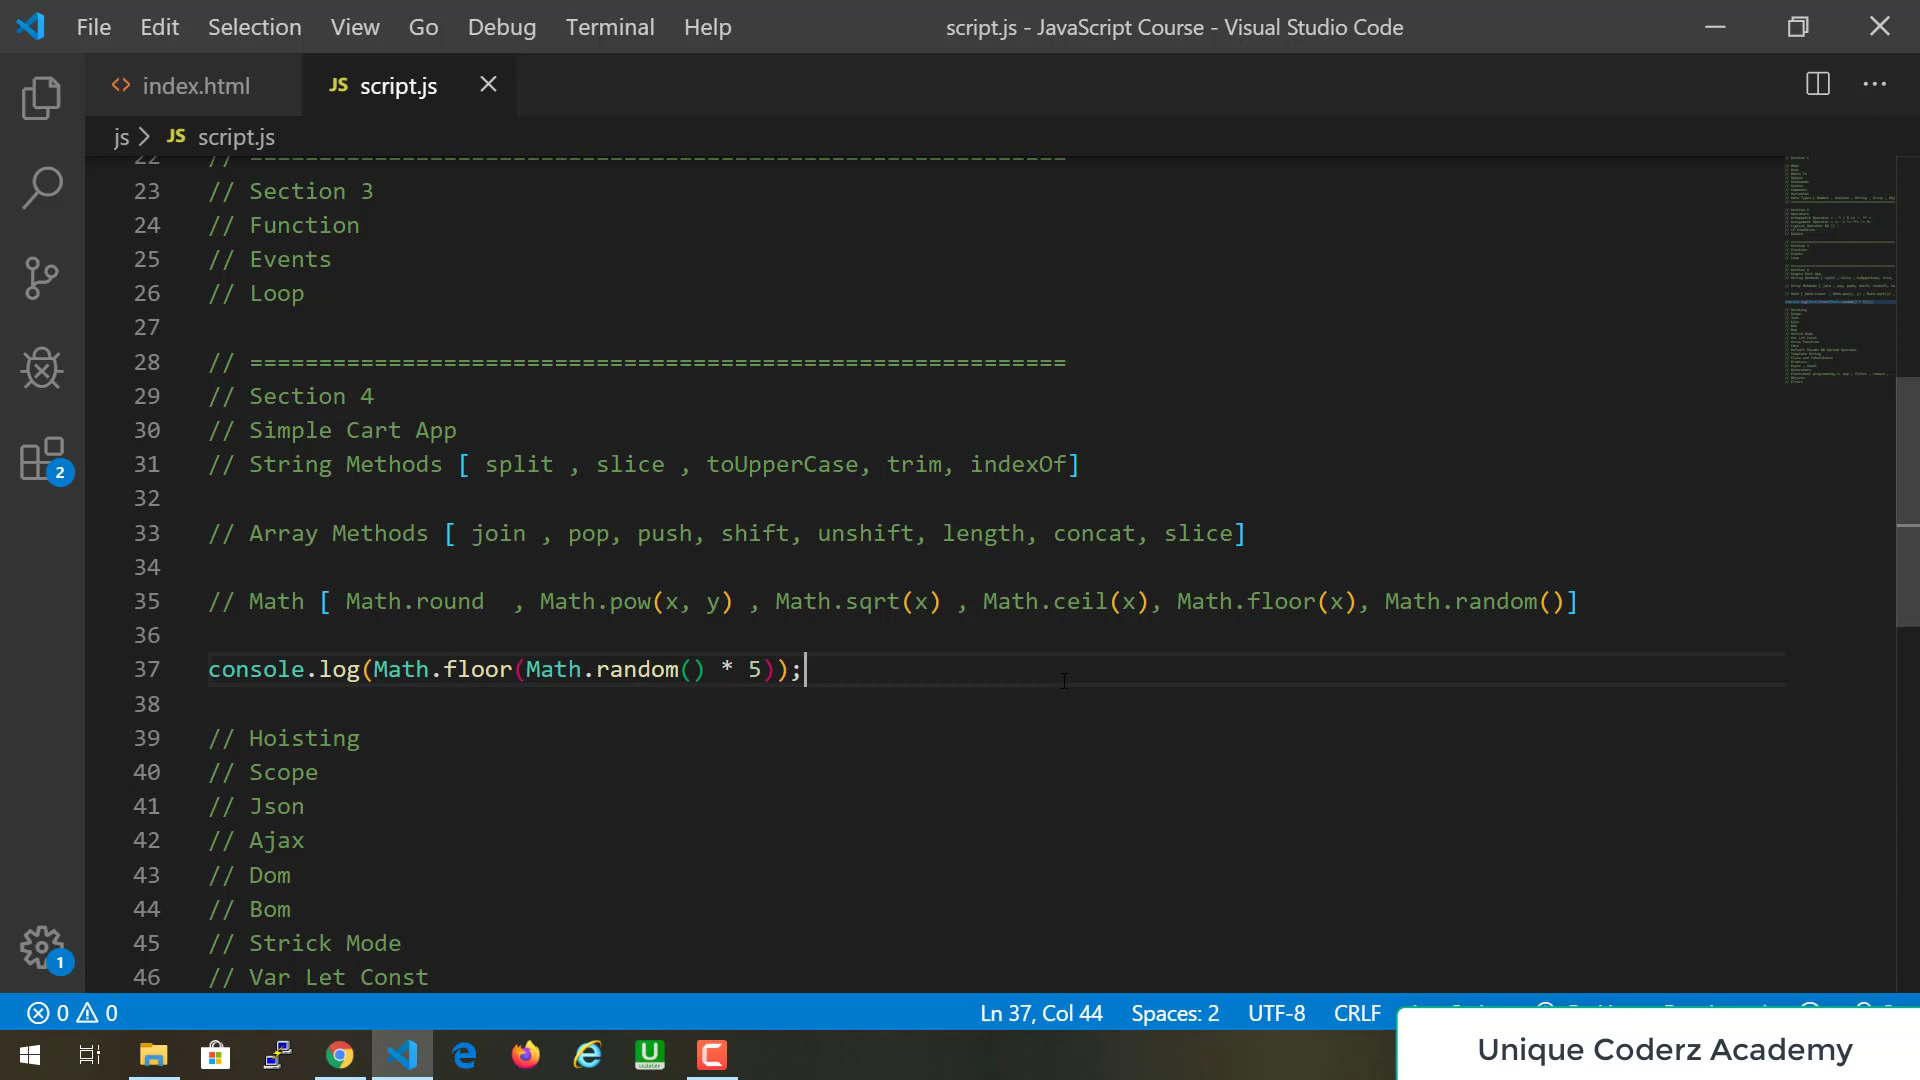 File Edit Selection View Go Debug Terminal Help script.js - JavaScript Course - Visual Studio Code
index.html JS script.js
js > JS script.js
22 // ===========================================================
23 // Section 3
24 // Function
25 // Events
26 // Loop
27
28 // ===========================================================
29 // Section 4
30 // Simple Cart App
31 // String Methods [ split , slice , toUpperCase, trim, indexOf]
32
33 // Array Methods [ join , pop, push, shift, unshift, length, concat, slice]
34
35 // Math [ Math.round  , Math.pow(x, y) , Math.sqrt(x) , Math.ceil(x), Math.floor(x), Math.random()]
36
37 console.log(Math.floor(Math.random() * 5));
38
39 // Hoisting
40 // Scope
41 // Json
42 // Ajax
43 // Dom
44 // Bom
45 // Strick Mode
46 // Var Let Const
2
1
0 0 Ln 37, Col 44 Spaces: 2 UTF-8 CRLF
Unique Coderz Academy